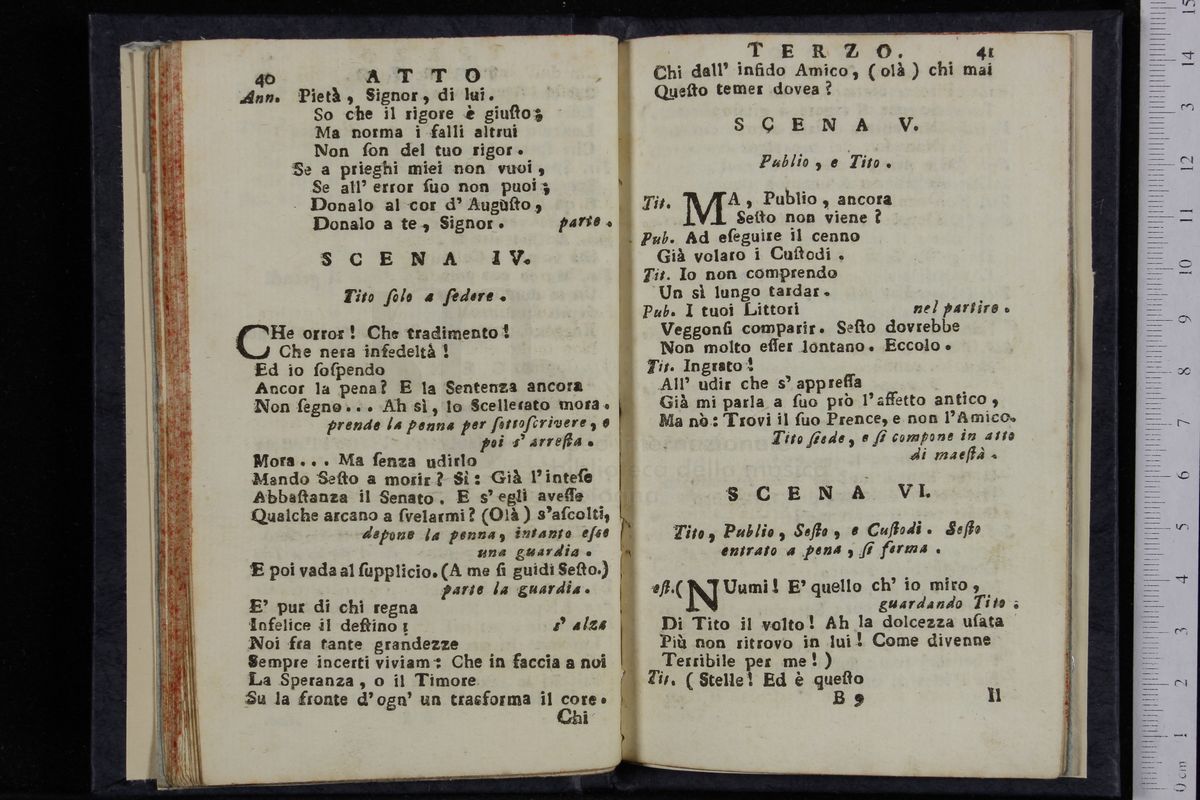 40 ATTO
Ann. Pietà, Signor, di lui.
So che il rigore è giuſto;
Ma norma i falli altrui
Non ſon del tuo rigor.
Se a prieghi miei non vuoi,
Se all' error ſuo non puoi;
Donalo al cor d' Auguſto,
Donalo a te, Signor. parte.
SCENA IV.
Tito ſolo a ſedere.
CHe orror! Che tradimento!
Che nera infedeltà!
Ed io ſoſpendo
Ancor la pena? E la Sentenza ancora
Non ſegno... Ah sì, lo Scellerato mora.
prende la penna per ſottoſcrivere, e
poi s' arreſta.
Mora... Ma ſenza udirlo
Mando Seſto a morir? Sì: Già l'inteſe
Abbaſtanza il Senato. E s' egli aveſſe
Qualche arcano a ſvelarmi? (Olà) s'aſcolti,
depone la penna, intanto eſce
una guardia.
E poi vada al ſupplicio. (A me ſi guidi Seſto.)
parte la guardia.
E' pur di chi regna
Infelice il deſtino! s' alza
Noi fra tante grandezze
Sempre incerti viviam: Che in faccia a noi
La Speranza, o il Timore
Su la fronte d' ogn' un trasforma il core.
Chi
TERZO. 41
Chi dall' infido Amico, (olà) chi mai
Queſto temer dovea?
SCENA V.
Publio, e Tito.
Tit. MA, Publio, ancora
Seſto non viene?
Pub. Ad eſeguire il cenno
Già volaro i Cuſtodi.
Tit. Io non comprendo
Un sì lungo tardar.
Pub. I tuoi Littori nel partire.
Veggonſi comparir. Seſto dovrebbe
Non molto eſſer lontano. Eccolo.
Tit. Ingrato!
All' udir che s' appreſſa
Già mi parla a ſuo prò l'affetto antico,
Ma nò: Trovi il ſuo Prence, e non l'Amico.
Tito ſiede, e ſi compone in atto
di maeſtà.
SCENA VI.
Tito, Publio, Seſto, e Cuſtodi. Seſto
entrato a pena, ſi ferma.
eſt. (NUumi! E' quello ch' io miro,
guardando Tito.
Di Tito il volto! Ah la dolcezza uſata
Più non ritrovo in lui! Come divenne
Terribile per me!)
Tit. (Stelle! Ed è queſto
B 9 Il